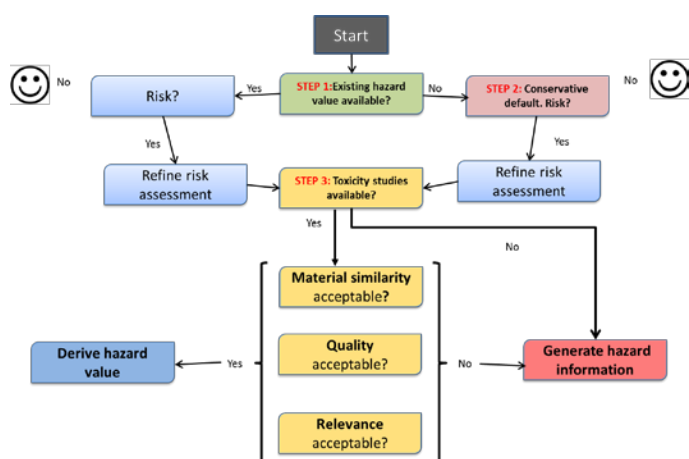 Start
No
Risk?
Yes
STEP 1:Existing hazard
value available?
No
STEP 2: Conservative
default. Risk?
No
Yes
Yes
Refine risk
assessment
STEP 3: Toxicity studies
available?
Refine risk
assessment
Yes
No
Material similarity
acceptable?
Derive hazard
value
Yes
Quality
acceptable?
No
Generate hazard
information
Relevance
acceptable?